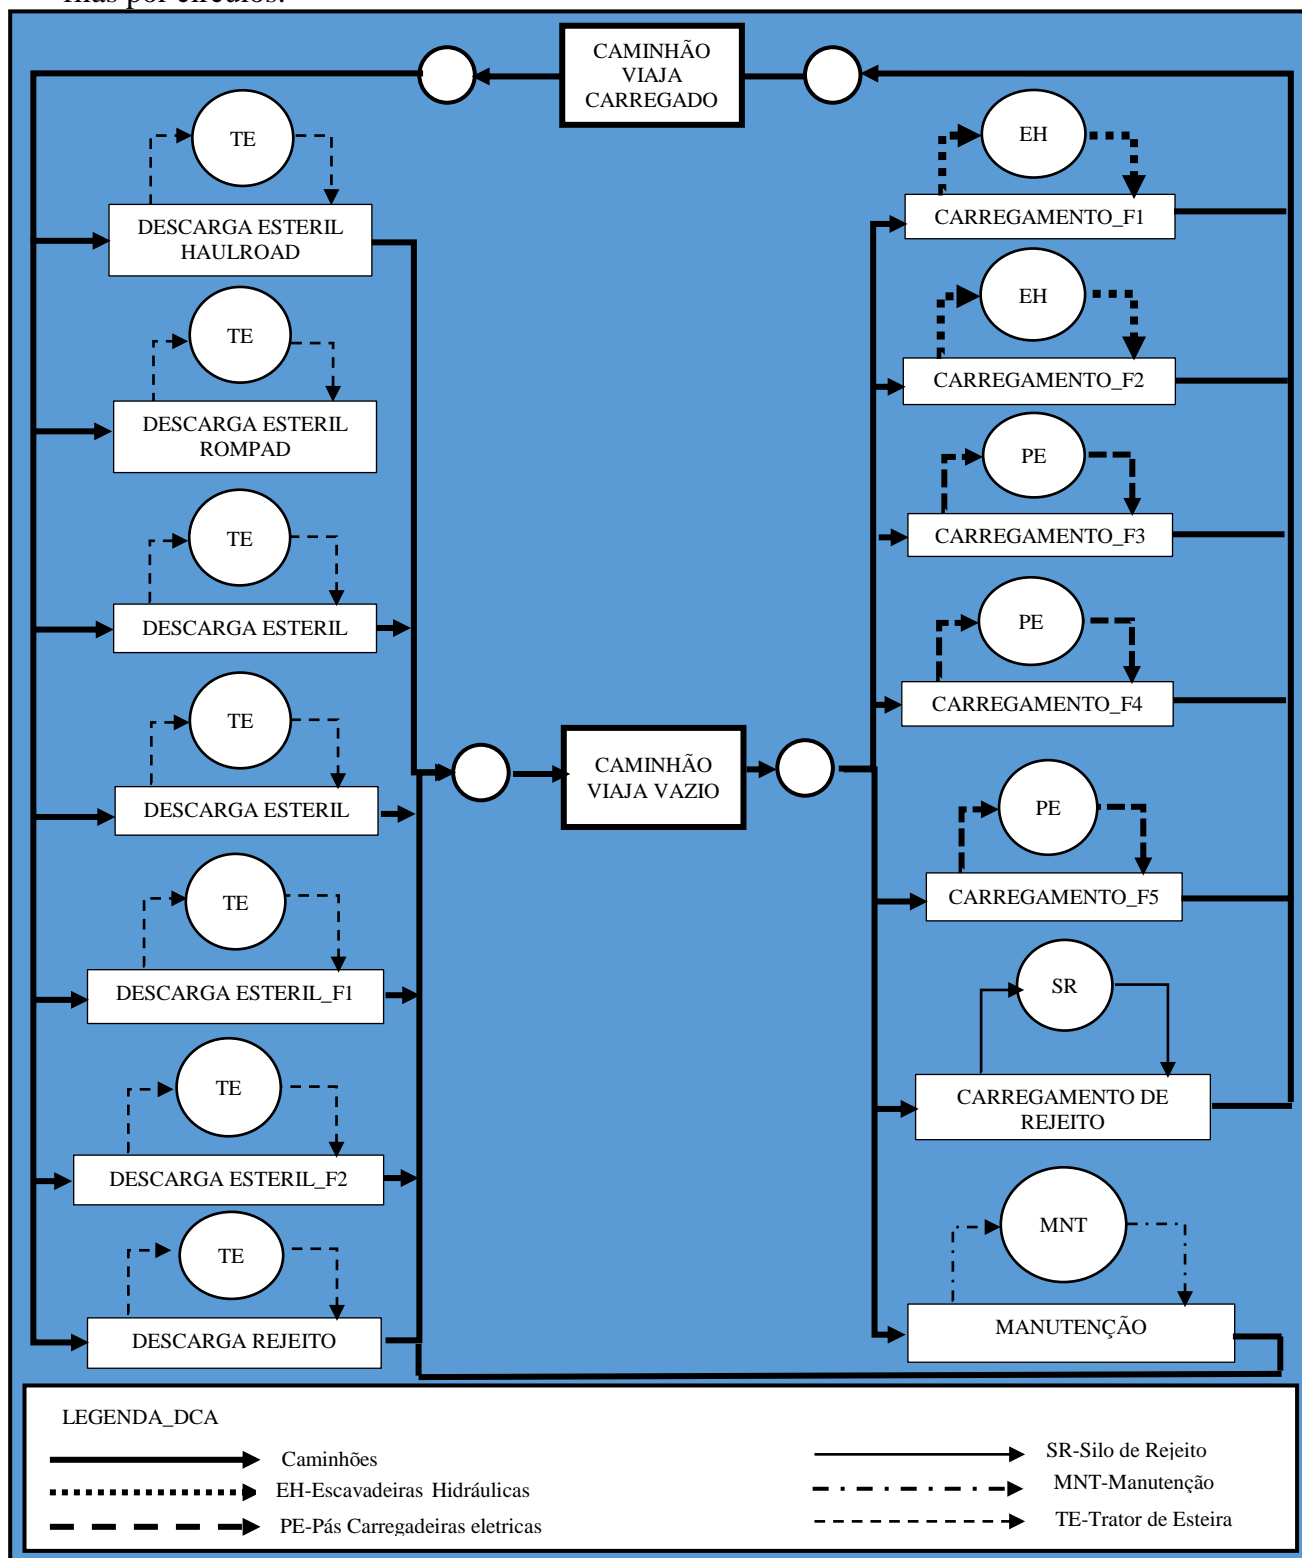 mas por círculos.
CAMINHÃO
VIAJA
CARREGADO
TE
DESCARGA ESTERIL
HAULROAD
TE
DESCARGA ESTERIL
ROMPAD
TE
DESCARGA ESTERIL
TE
DESCARGA ESTERIL
TE
DESCARGA ESTERIL_F1
TE
DESCARGA ESTERIL_F2
TE
DESCARGA REJEITO
CAMINHÃO
VIAJA VAZIO
EH
CARREGAMENTO_F1
EH
CARREGAMENTO_F2
PE
CARREGAMENTO_F3
PE
CARREGAMENTO_F4
PE
CARREGAMENTO_F5
SR
CARREGAMENTO DE
REJEITO
MNT
MANUTENÇÃO
LEGENDA_DCA
Caminhões
EH-Escavadeiras Hidráulicas
PE-Pás Carregadeiras eletricas
SR-Silo de Rejeito
MNT-Manutenção
TE-Trator de Esteira